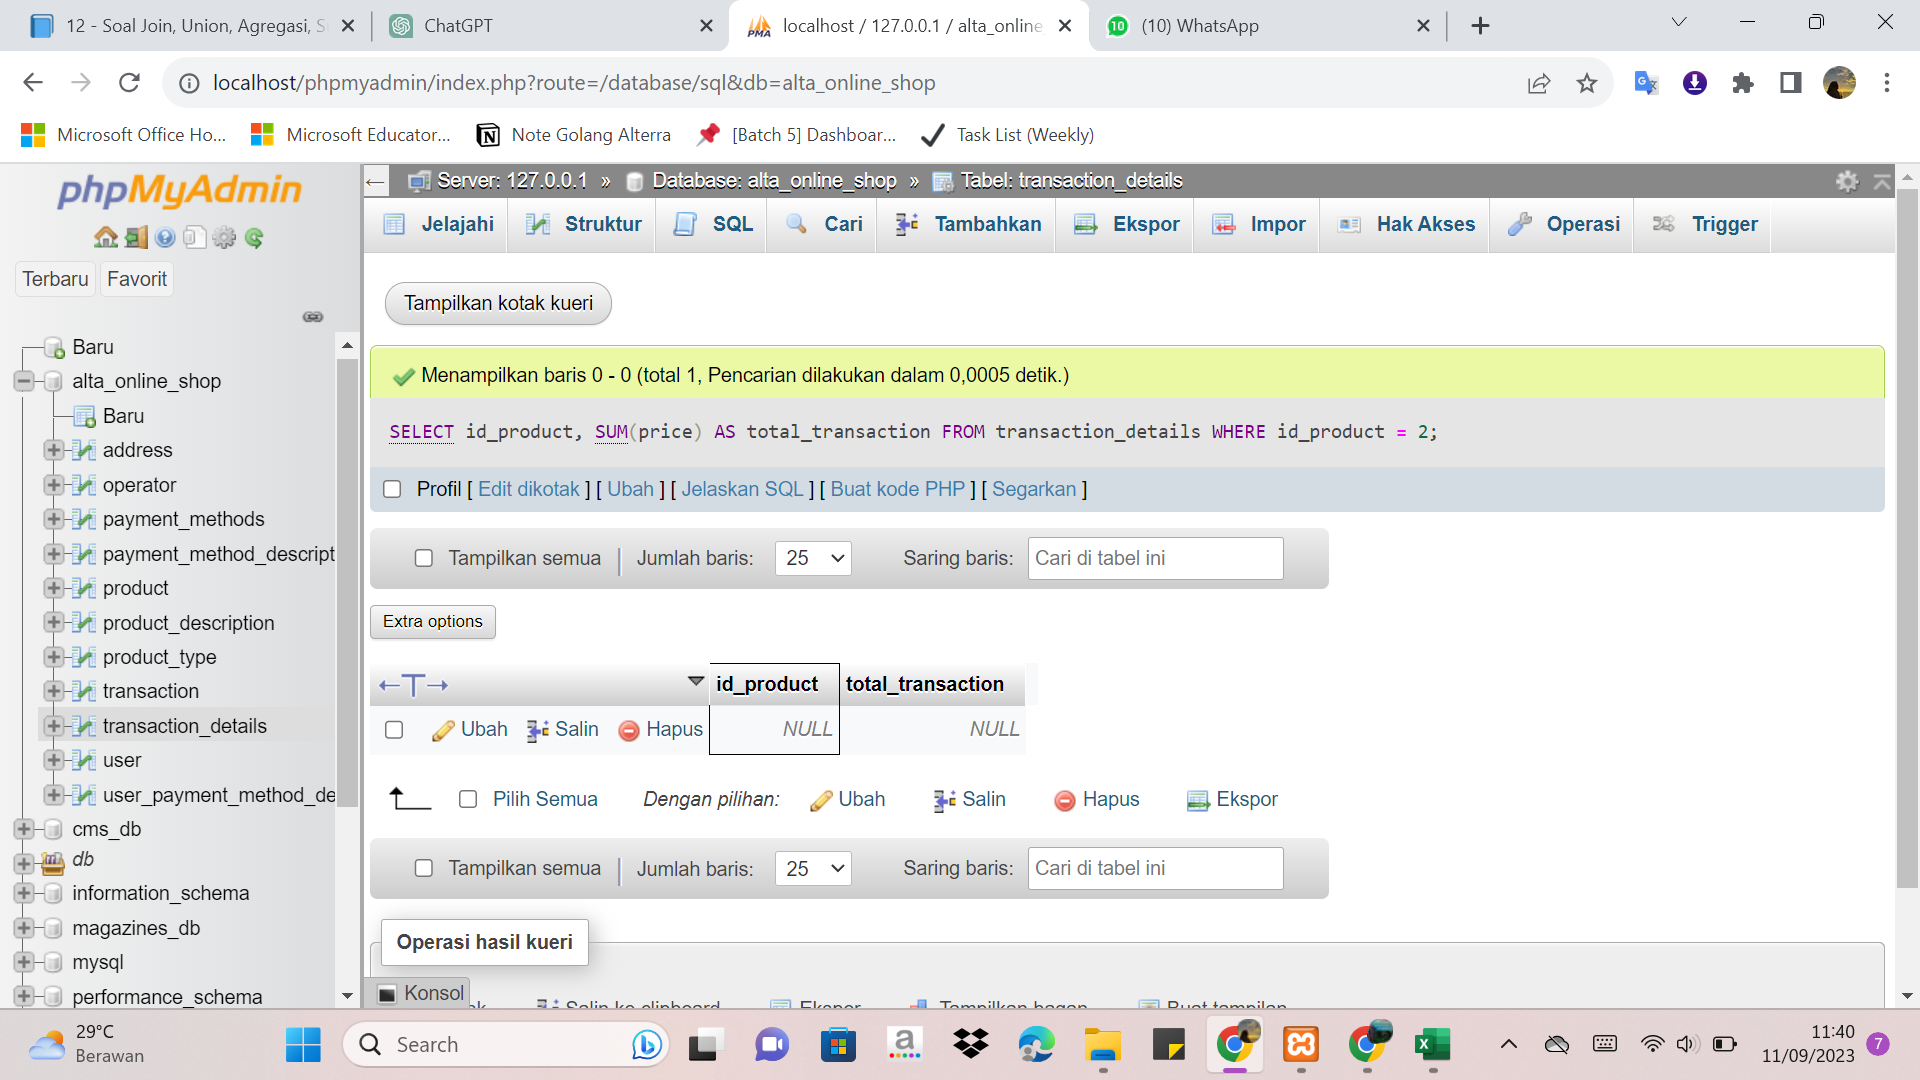 12 - Soal Join, Union, Agregasi, S
ChatGPT
localhost / 127.0.0.1 / alta_online
(10) WhatsApp
localhost/phpmyadmin/index.php?route=/database/sql&db=alta_online_shop
Microsoft Office Ho...
Microsoft Educator...
Note Golang Alterra
[Batch 5] Dashboar...
Task List (Weekly)
phpMyAdmin
Terbaru
Favorit
Baru
alta_online_shop
Baru
address
operator
payment_methods
payment_method_descript
product
product_description
product_type
transaction
transaction_details
user
user_payment_method_de
cms_db
db
information_schema
magazines_db
mysql
performance_schema
Server: 127.0.0.1 » Database: alta_online_shop » Tabel: transaction_details
Jelajahi
Struktur
SQL
Cari
Tambahkan
Ekspor
Impor
Hak Akses
Operasi
Trigger
Tampilkan kotak kueri
Menampilkan baris 0 - 0 (total 1, Pencarian dilakukan dalam 0,0005 detik.)
SELECT id_product, SUM(price) AS total_transaction FROM transaction_details WHERE id_product = 2;
Profil [ Edit dikotak ] [ Ubah ] [ Jelaskan SQL ] [ Buat kode PHP ] [ Segarkan ]
Tampilkan semua | Jumlah baris: 25 Saring baris: Cari di tabel ini
Extra options
id_product total_transaction
Ubah Salin Hapus NULL NULL
Pilih Semua Dengan pilihan: Ubah Salin Hapus Ekspor
Tampilkan semua | Jumlah baris: 25 Saring baris: Cari di tabel ini
Operasi hasil kueri
Konsol
Salin ke clipboard Ekspor Tampilkan bagan Buat tampilan
29°C
Berawan
Search
11:40
11/09/2023
7